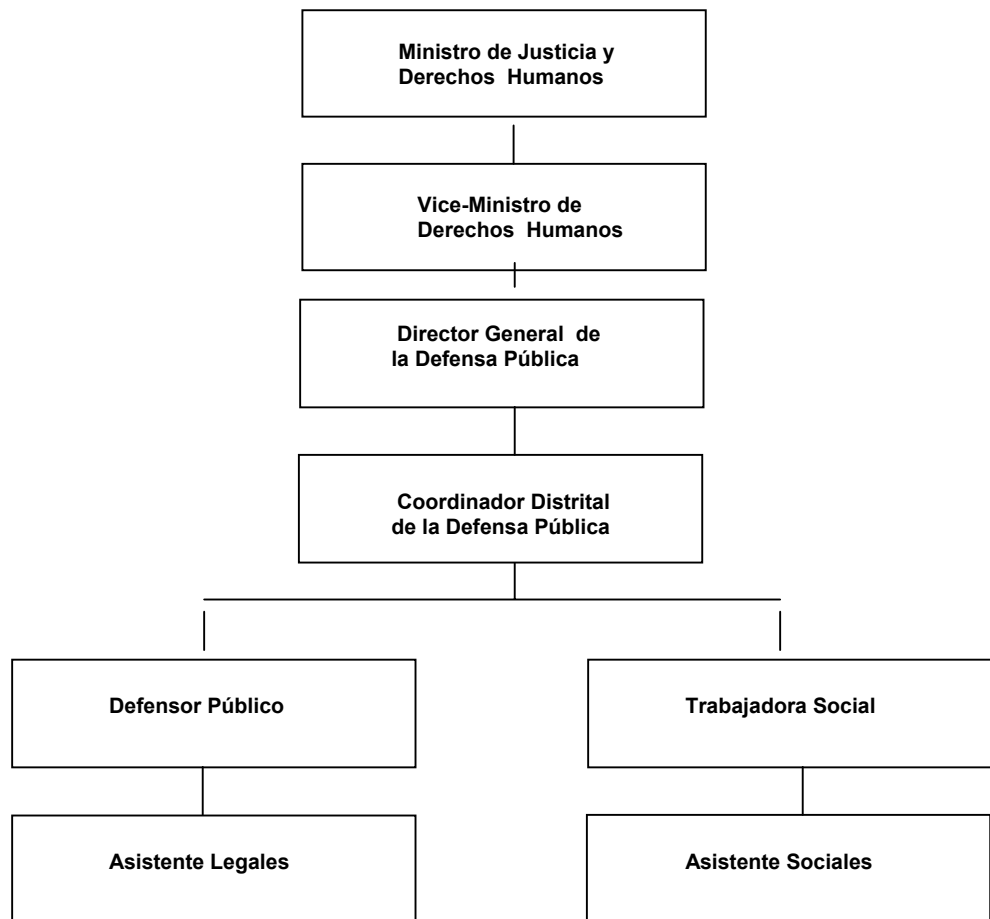 Ministro de Justicia y
Derechos Humanos
Vice-Ministro de
Derechos Humanos
Director General de
la Defensa Pública
Coordinador Distrital
de la Defensa Pública
Defensor Público
Trabajadora Social
Asistente Legales
Asistente Sociales